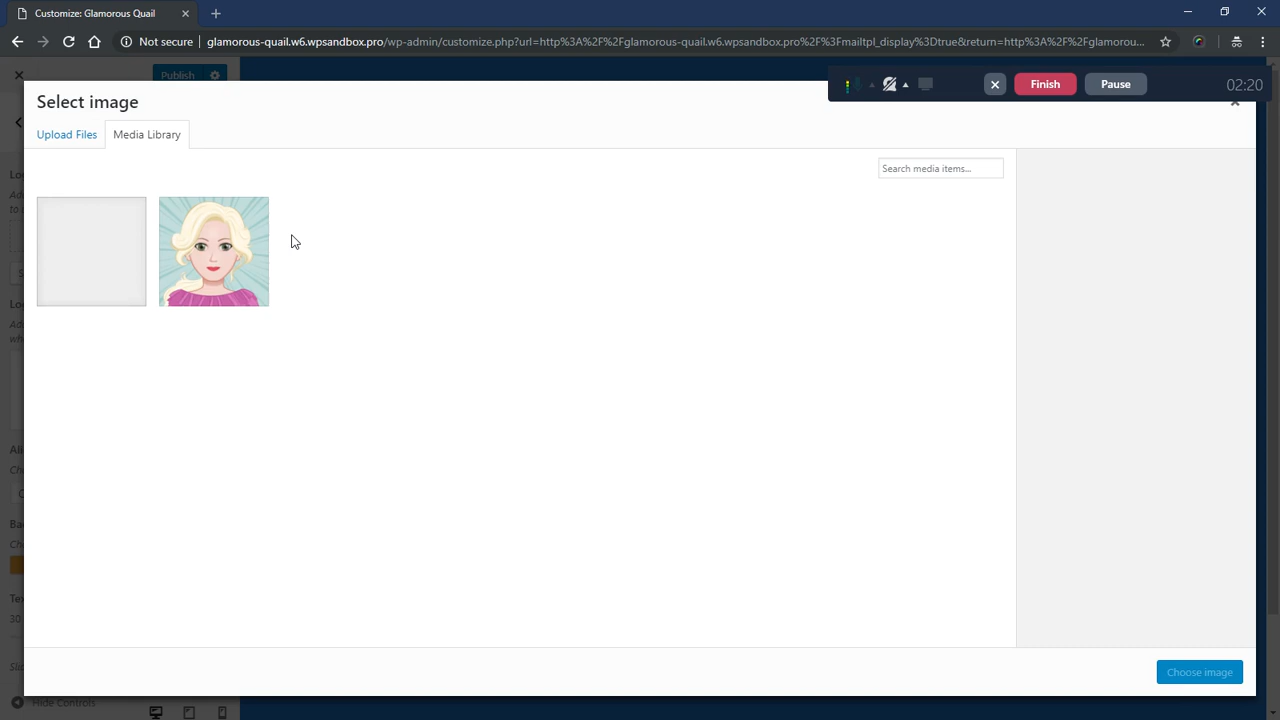 Customize: Glamorous Quail
Not secure
glamorous-quail.w6.wpsandbox.pro/wp-admin/customize.php?url=http%3A%2F%2Fglamorous-quail.w6.wpsandbox.pro%2F%3Fmailtpl_display%3Dtrue&return=http%3A%2F%2Fglamorou...
Publish
Finish
Pause
02:20
Select image
Upload Files
Media Library
Search media items...
30
Choose image
Hide Controls